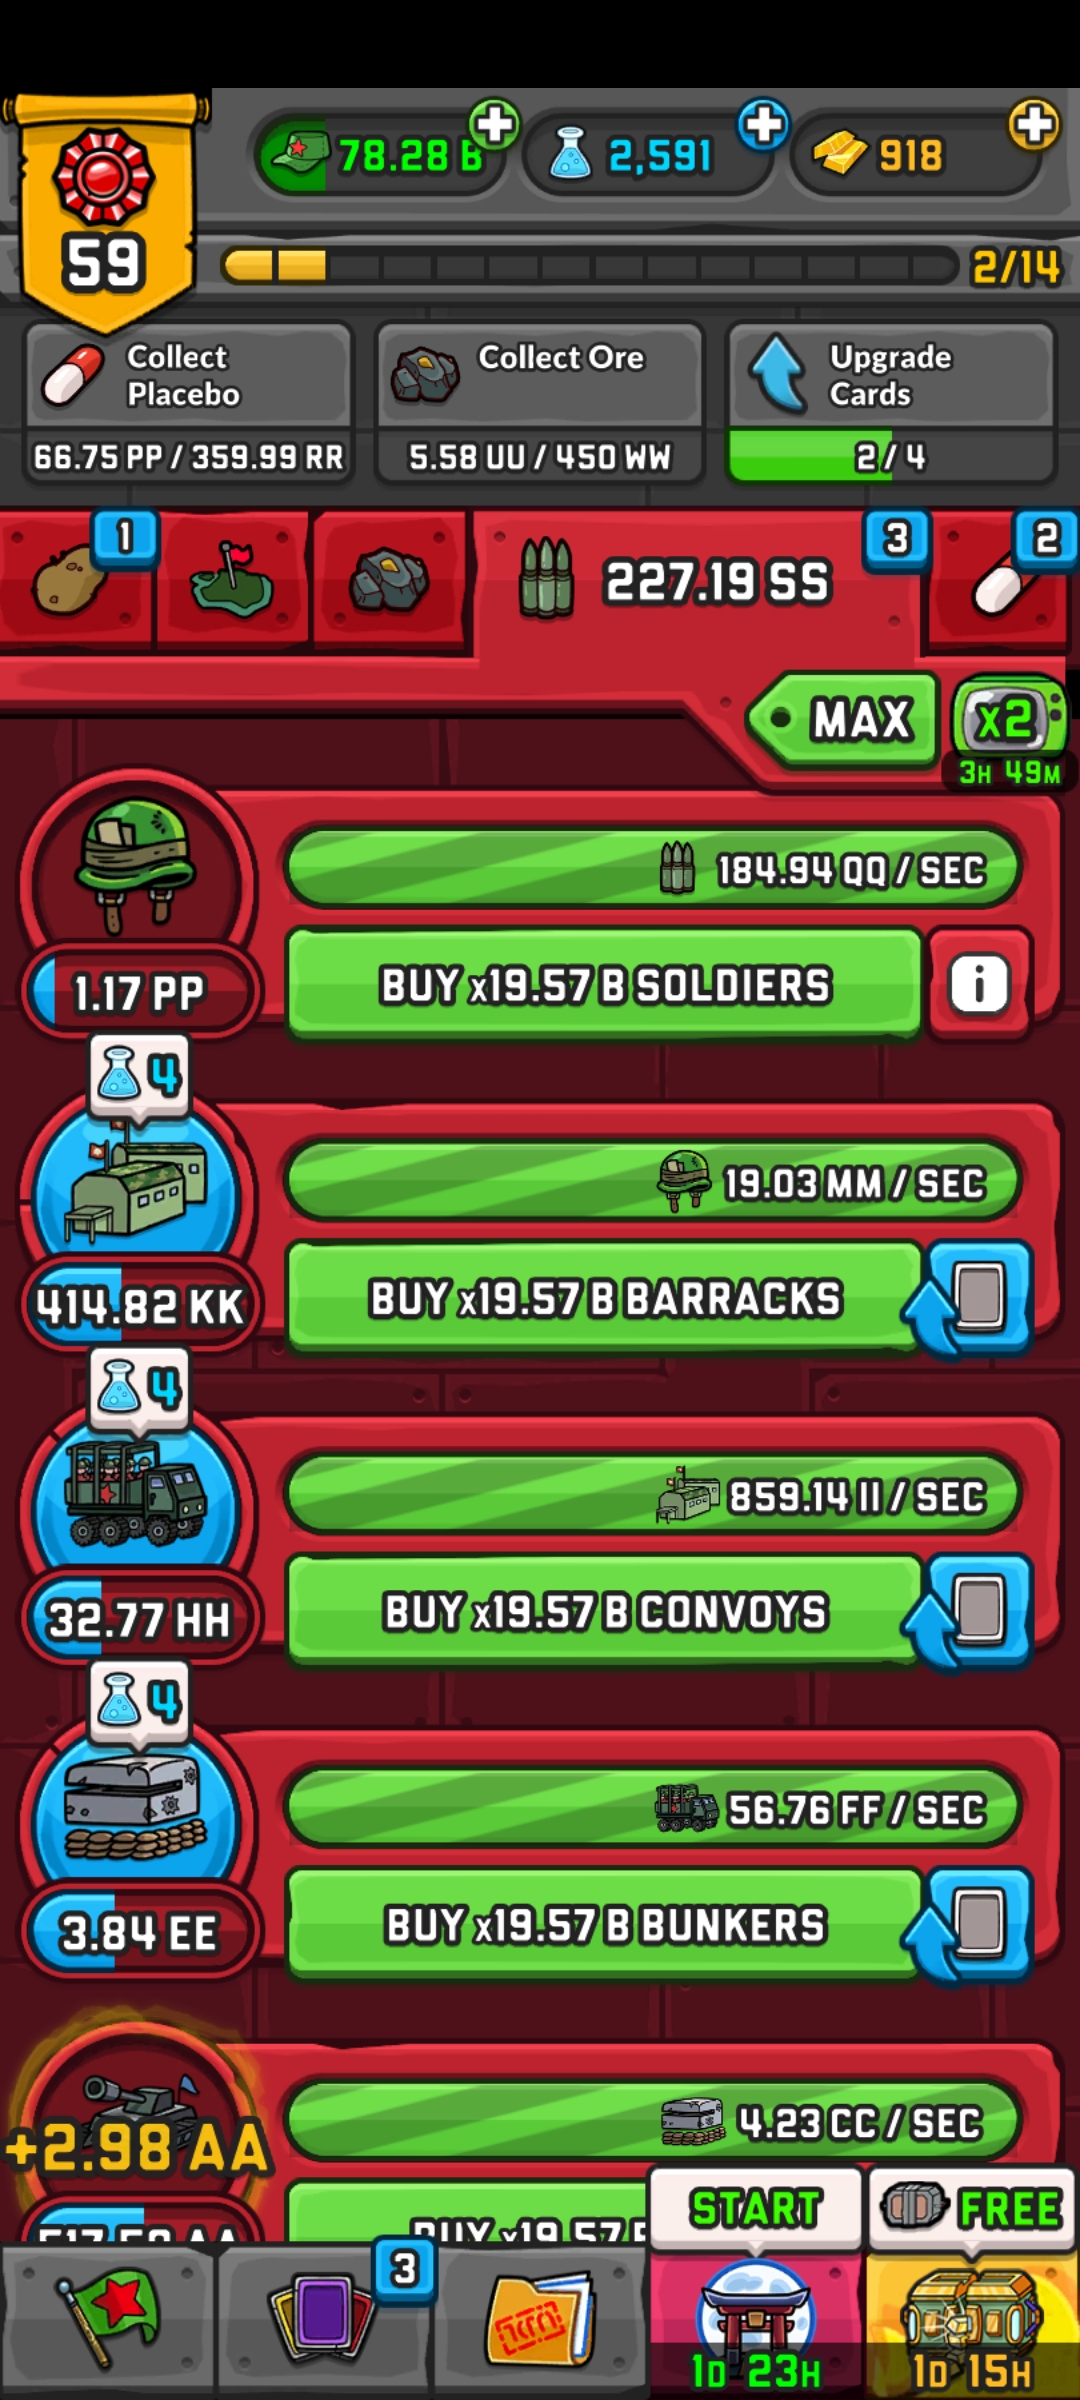 78.28 B
2,591
918
59
2/14
Collect Placebo
66.75 PP / 359.99 RR
Collect Ore
5.58 UU / 450 WW
Upgrade Cards
2/ 4
1
227.19 SS
3
2
MAX
x2
3H 49M
184.94 QQ / SEC
1.17 PP
BUY x19.57 B SOLDIERS
i
4
19.03 MM / SEC
414.82 KK
BUY x19.57 B BARRACKS
4
859.14 II / SEC
32.77 HH
BUY x19.57 B CONVOYS
4
56.76 FF / SEC
3.84 EE
BUY x19.57 B BUNKERS
4.23 CC / SEC
+2.98 AA
BUY x19.57
START
FREE
3
1D 23H
1D 15H